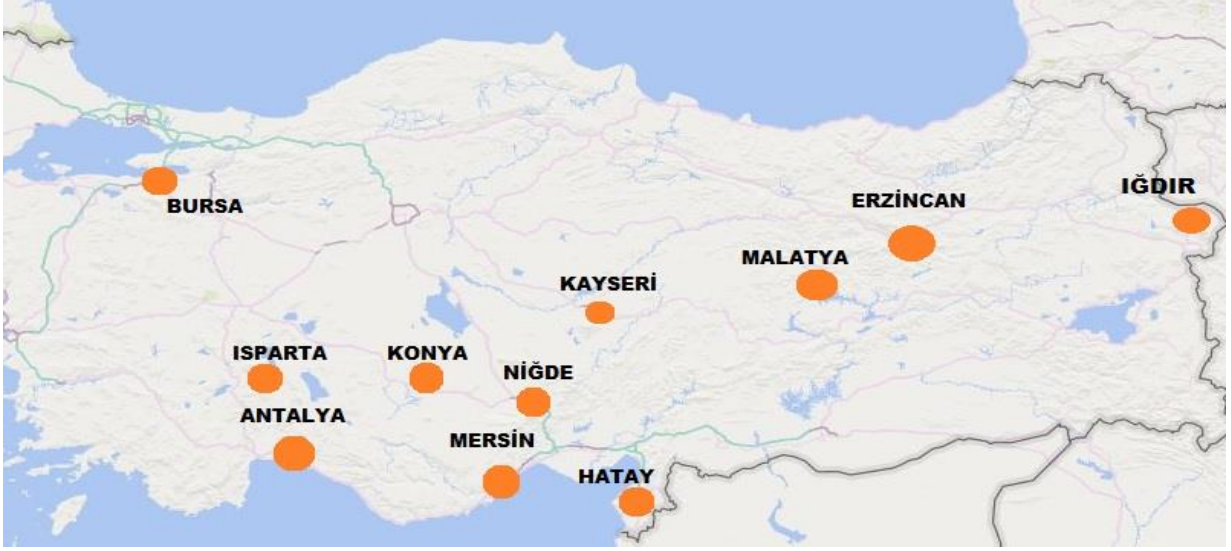 BURSA
IĞDIR
ERZİNCAN
MALATYA
KAYSERİ
ISPARTA
KONYA
NİĞDE
ANTALYA
MERSİN
HATAY